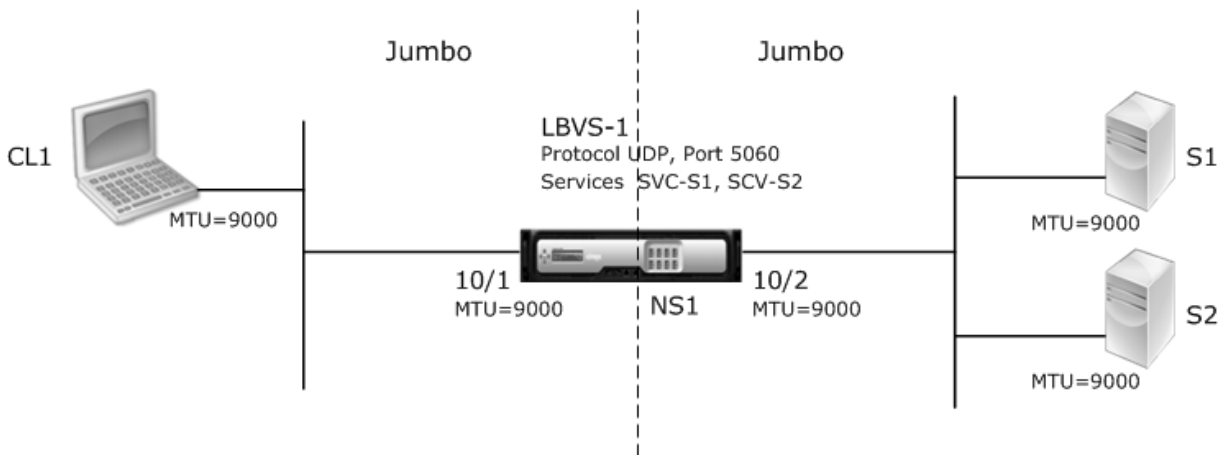 Jumbo
Jumbo
LBVS-1
Protocol UDP, Port 5060
Services SVC-S1, SCV-S2
CL1
MTU=9000
S1
MTU=9000
10/1
MTU=9000
NS1
10/2
MTU=9000
S2
MTU=9000